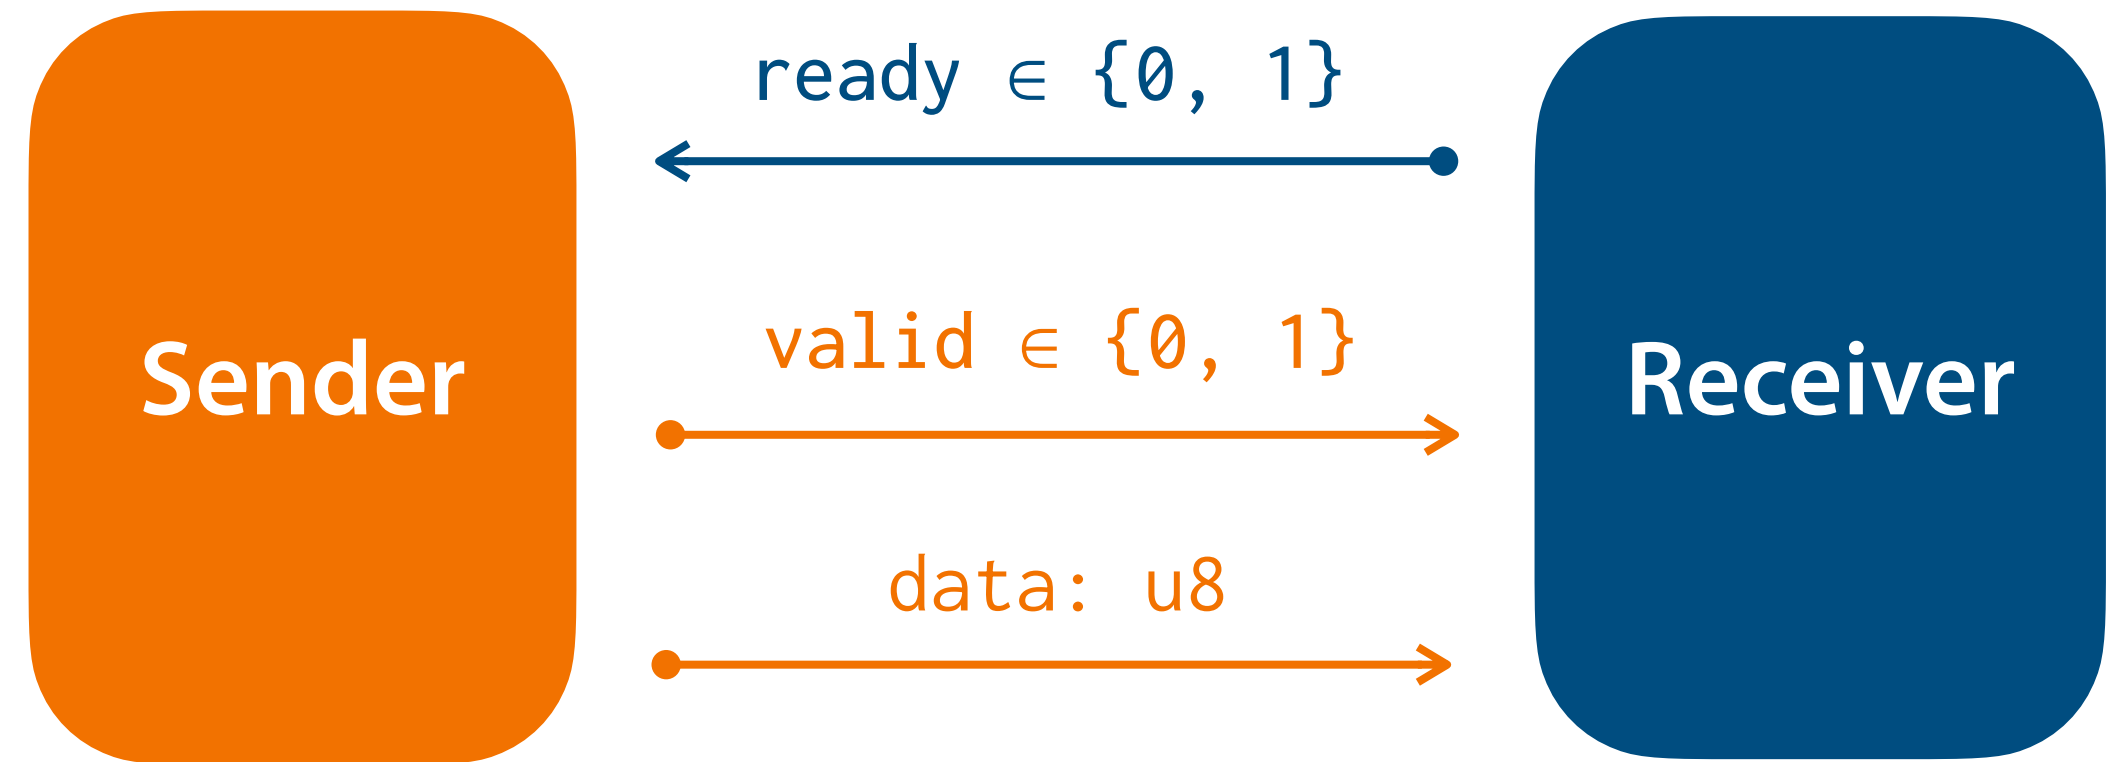 ready ∈ {0, 1}
valid ∈ {0, 1}
Sender
Receiver
data: u8